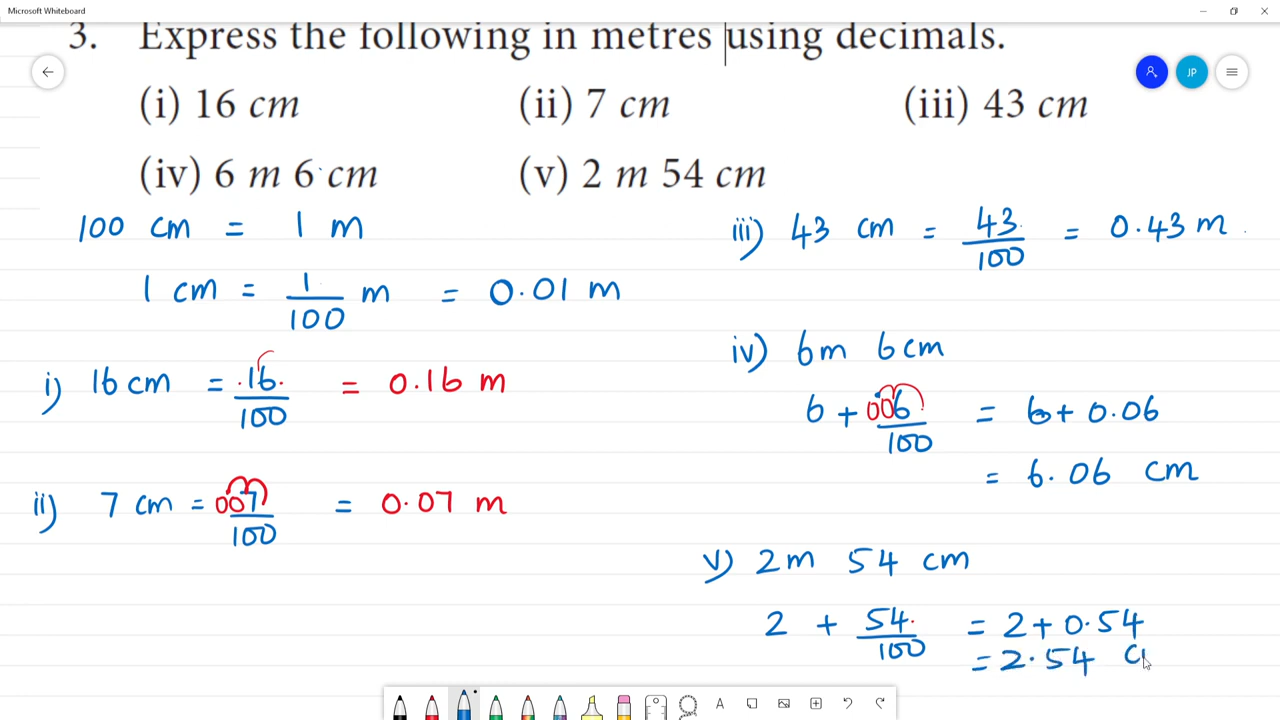 Microsoft Whiteboard
3. Express the following in metres using decimals.
(i) 16 cm (ii) 7 cm (iii) 43 cm
(iv) 6 m 6 cm (v) 2 m 54 cm
JP
100 cm = 1 m
1 cm = 1/100 m = 0.01 m
i) 16 cm = .16./100 = 0.16 m
ii) 7 cm = 007/100 = 0.07 m
iii) 43 cm = 43/100 = 0.43 m
iv) 6m 6cm
6 + 006/100 = 6 + 0.06
= 6.06 cm
v) 2m 54 cm
2 + 54./100 = 2 + 0.54
= 2.54 c
A